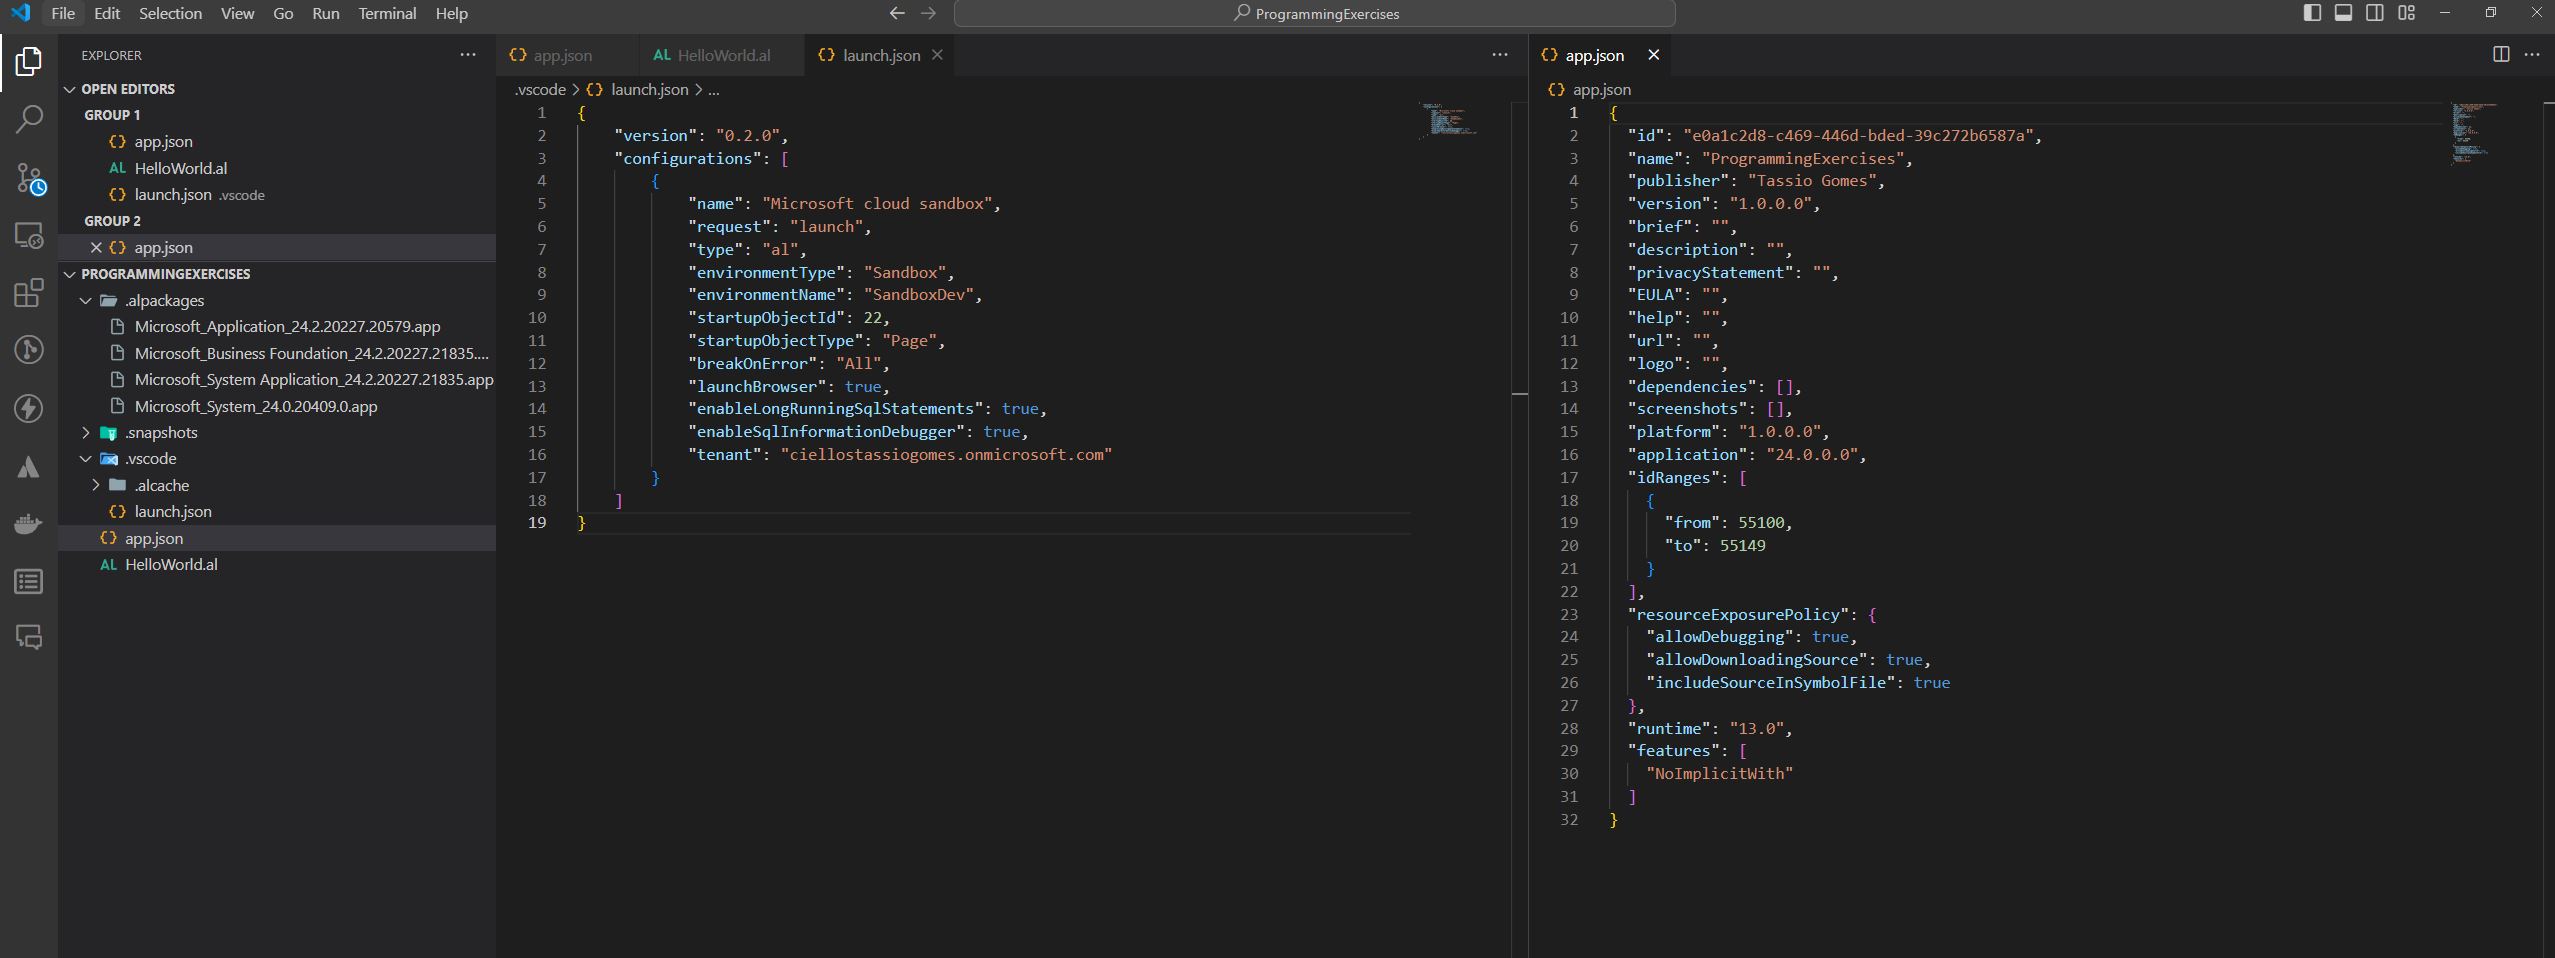 File Edit Selection View Go Run Terminal Help
ProgrammingExercises
EXPLORER
OPEN EDITORS
GROUP 1
app.json
HelloWorld.al
launch.json .vscode
GROUP 2
app.json
PROGRAMMINGEXERCISES
.alpackages
Microsoft_Application_24.2.20227.20579.app
Microsoft_Business Foundation_24.2.20227.21835....
Microsoft_System Application_24.2.20227.21835.app
Microsoft_System_24.0.20409.0.app
.snapshots
.vscode
.alcache
launch.json
app.json
AL HelloWorld.al
app.json
AL HelloWorld.al
launch.json
.vscode > {} launch.json > ...
1 {
2 "version": "0.2.0",
3 "configurations": [
4 {
5 "name": "Microsoft cloud sandbox",
6 "request": "launch",
7 "type": "al",
8 "environmentType": "Sandbox",
9 "environmentName": "SandboxDev",
10 "startupObjectId": 22,
11 "startupObjectType": "Page",
12 "breakOnError": "All",
13 "launchBrowser": true,
14 "enableLongRunningSqlStatements": true,
15 "enableSqlInformationDebugger": true,
16 "tenant": "ciellostassiogomes.onmicrosoft.com"
17 }
18 ]
19 }
app.json
{} app.json
1 {
2 "id": "e0a1c2d8-c469-446d-bded-39c272b6587a",
3 "name": "ProgrammingExercises",
4 "publisher": "Tassio Gomes",
5 "version": "1.0.0.0",
6 "brief": "",
7 "description": "",
8 "privacyStatement": "",
9 "EULA": "",
10 "help": "",
11 "url": "",
12 "logo": "",
13 "dependencies": [],
14 "screenshots": [],
15 "platform": "1.0.0.0",
16 "application": "24.0.0.0",
17 "idRanges": [
18 {
19 "from": 55100,
20 "to": 55149
21 }
22 ],
23 "resourceExposurePolicy": {
24 "allowDebugging": true,
25 "allowDownloadingSource": true,
26 "includeSourceInSymbolFile": true
27 },
28 "runtime": "13.0",
29 "features": [
30 "NoImplicitWith"
31 ]
32 }